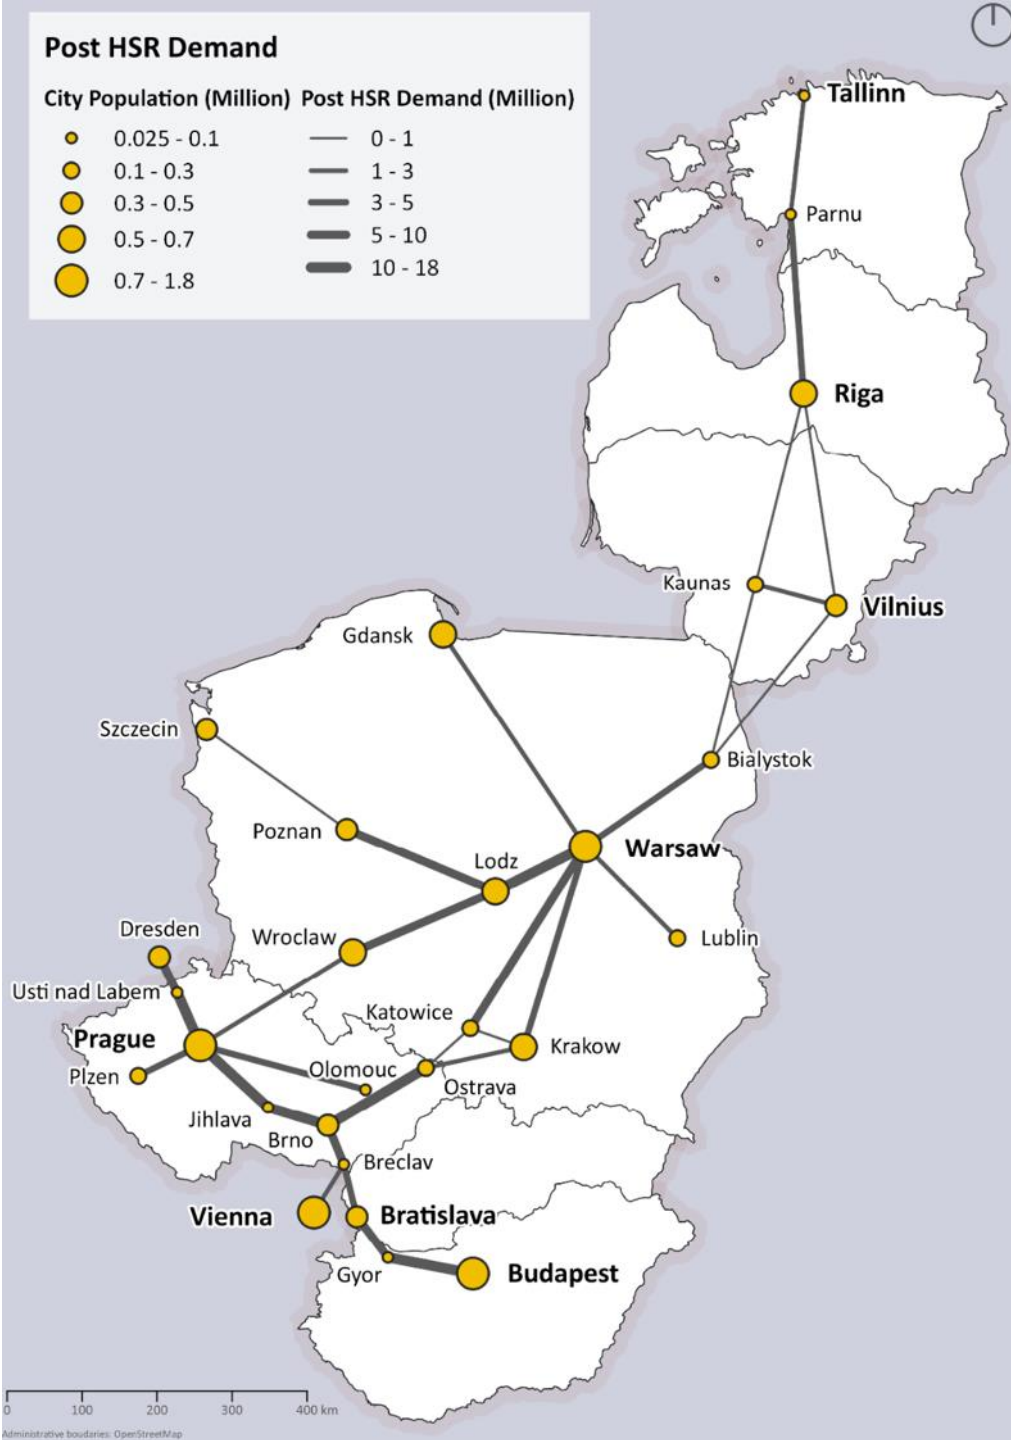 Post HSR Demand
City Population (Million) Post HSR Demand (Million)
0.025 - 0.1 0 - 1
0.1 - 0.3 1 - 3
0.3 - 0.5 3 - 5
0.5 - 0.7 5 - 10
0.7 - 1.8 10 - 18
Tallinn
Parnu
Riga
Kaunas
Vilnius
Gdansk
Szczecin
Bialystok
Poznan
Warsaw
Lodz
Dresden
Wroclaw
Lublin
Usti nad Labem
Katowice
Prague
Krakow
Plzen
Olomouc
Ostrava
Jihlava
Brno
Breclav
Vienna
Bratislava
Gyor
Budapest
0 100 200 300 400 km
Administrative boudaries: OpenStreetMap